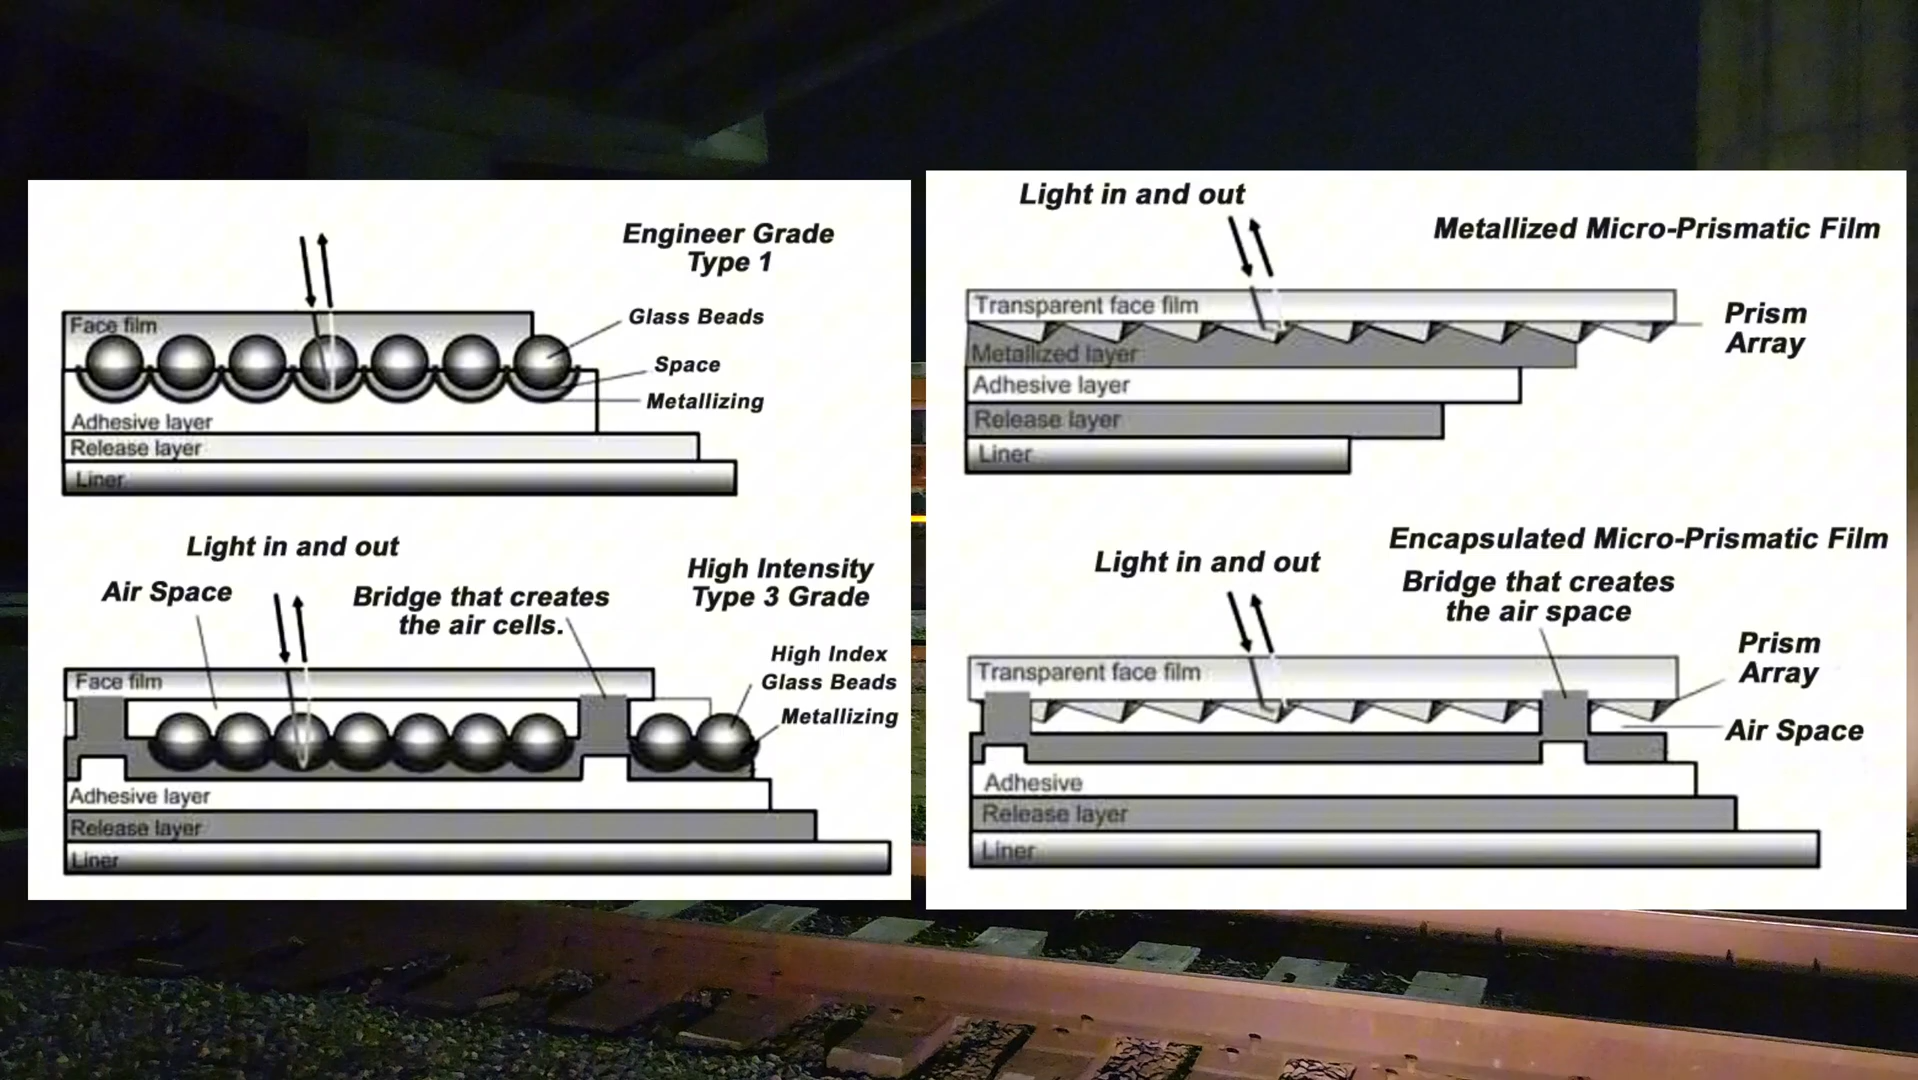 Engineer Grade
Type 1
Face film
Glass Beads
Space
Metallizing
Adhesive layer
Release layer
Liner
Light in and out
Air Space
Bridge that creates
the air cells.
High Intensity
Type 3 Grade
High Index
Glass Beads
Metallizing
Face film
Adhesive layer
Release layer
Liner
Light in and out
Metallized Micro-Prismatic Film
Transparent face film
Prism
Array
Metallized layer
Adhesive layer
Release layer
Liner
Encapsulated Micro-Prismatic Film
Light in and out
Bridge that creates
the air space
Prism
Array
Transparent face film
Air Space
Adhesive
Release layer
Liner